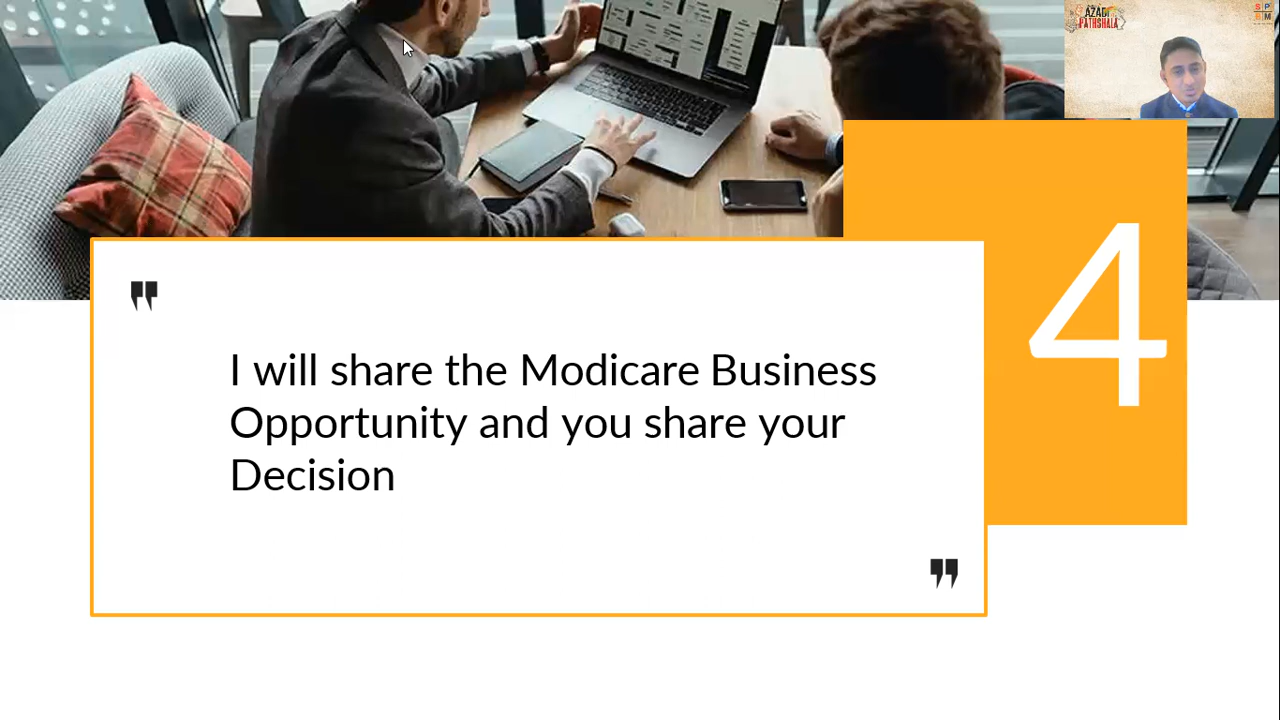 AZADI
PATHSHALA
S P
B M
4
❞
I will share the Modicare Business
Opportunity and you share your
Decision
❞